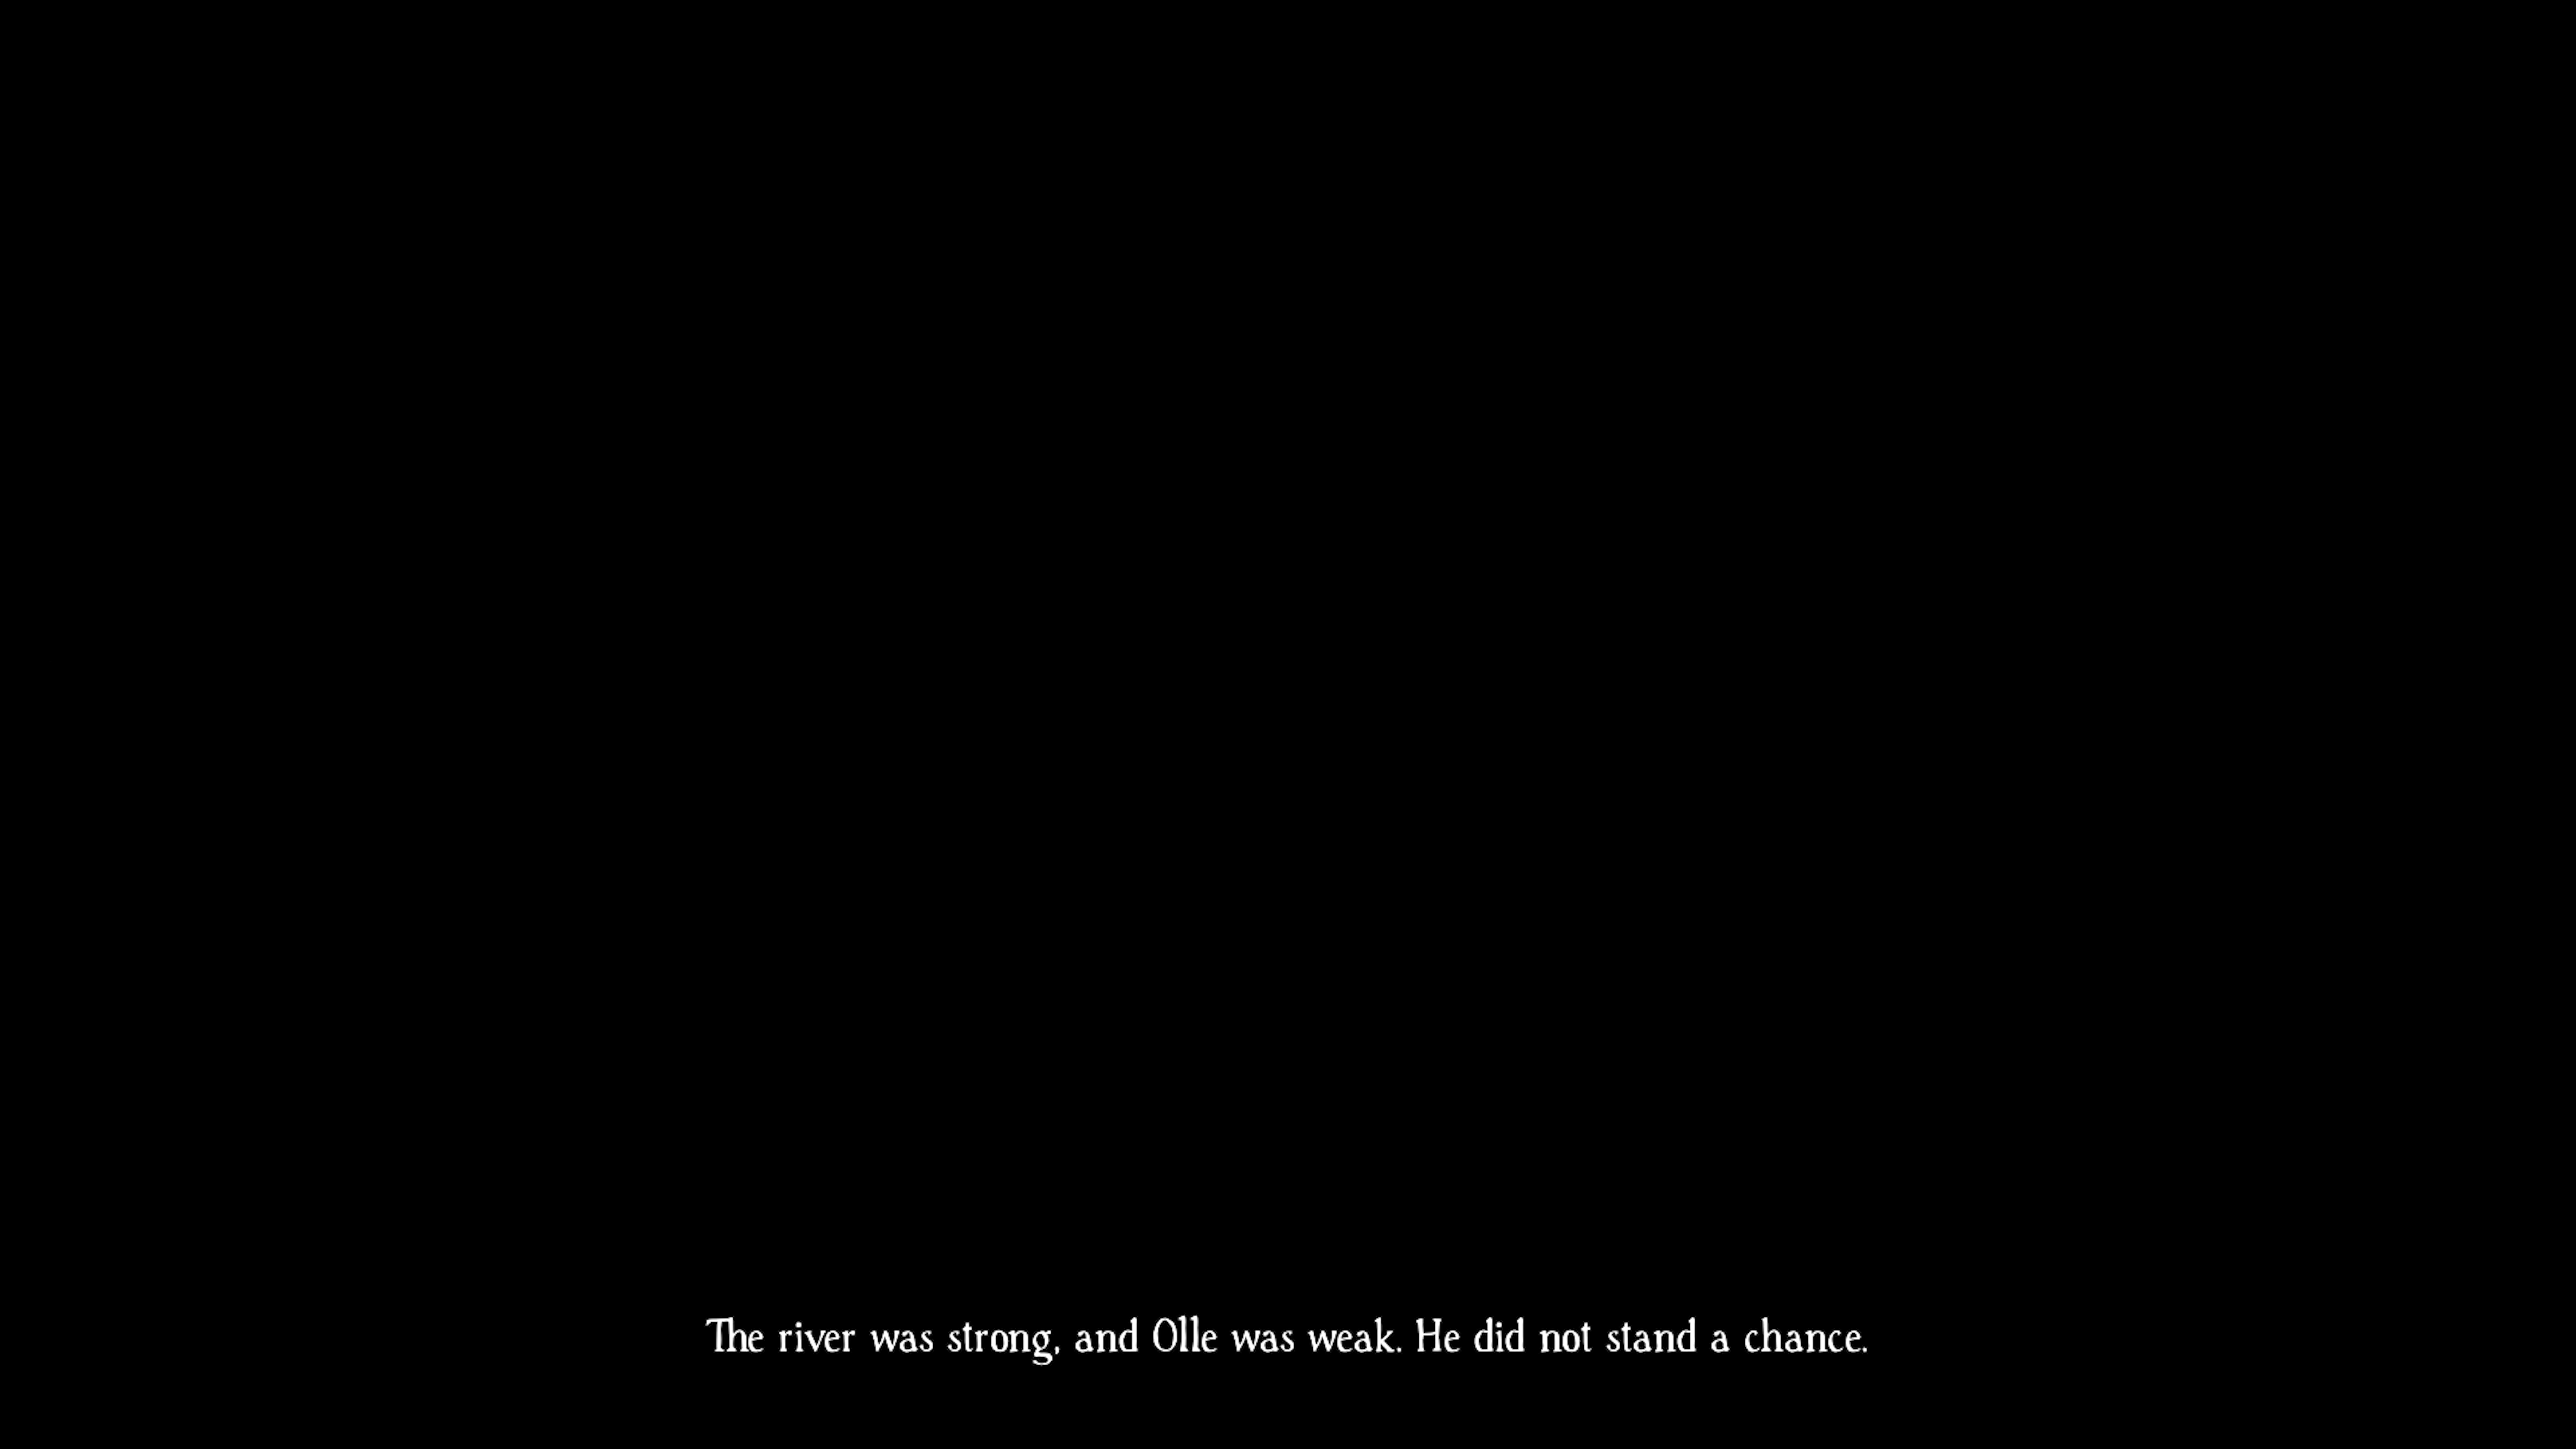 The river was strong, and Olle was weak. He did not stand a chance.